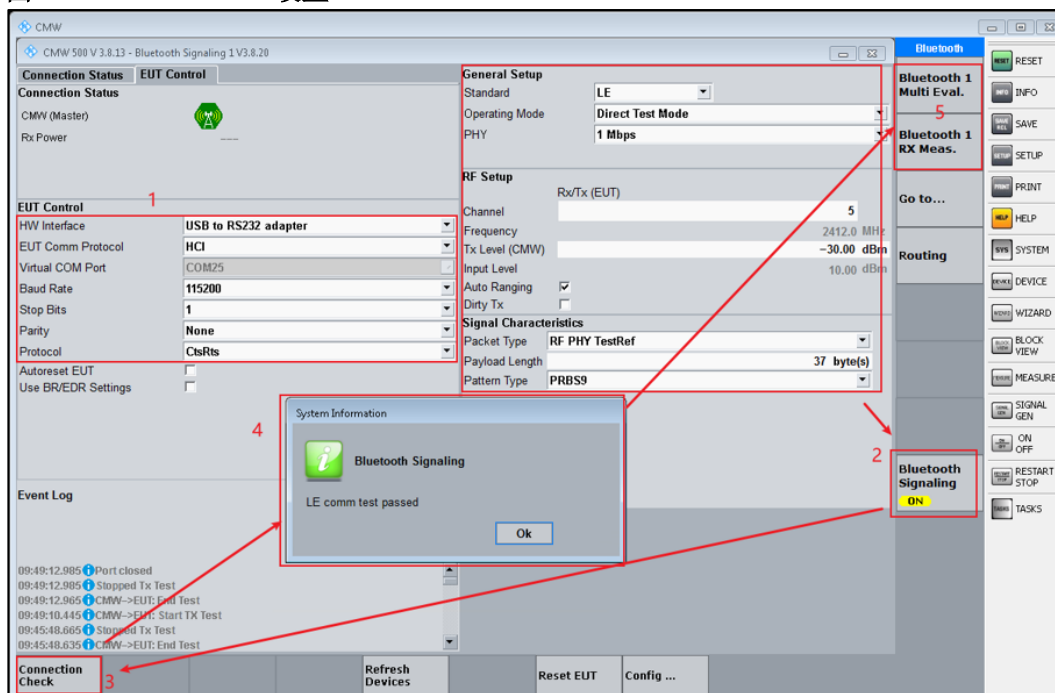 CMW
CMW 500 V 3.8.13 - Bluetooth Signaling 1 V3.8.20
Connection Status
EUT Control
Connection Status
CMW (Master)
Rx Power
---
1
EUT Control
HW Interface
USB to RS232 adapter
EUT Comm Protocol
HCI
Virtual COM Port
COM25
Baud Rate
115200
Stop Bits
1
Parity
None
Protocol
CtsRts
Autoreset EUT
Use BR/EDR Settings
General Setup
Standard
LE
Operating Mode
Direct Test Mode
PHY
1 Mbps
RF Setup
Rx/Tx (EUT)
Channel
5
Frequency
2412.0 MHz
Tx Level (CMW)
−30.00 dBm
Input Level
10.00 dBm
Auto Ranging
Dirty Tx
Signal Characteristics
Packet Type
RF PHY TestRef
Payload Length
37 byte(s)
Pattern Type
PRBS9
4
System Information
Bluetooth Signaling
LE comm test passed
Ok
Event Log
09:49:12.985 Port closed
09:49:12.985 Stopped Tx Test
09:49:12.965 CMW-->EUT: End Test
09:49:10.445 CMW-->EUT: Start TX Test
09:45:48.665 Stopped Tx Test
09:45:48.635 CMW-->EUT: End Test
Connection
Check
3
Refresh
Devices
Reset EUT
Config ...
Bluetooth
Bluetooth 1
Multi Eval.
5
Bluetooth 1
RX Meas.
Go to...
Routing
2
Bluetooth
Signaling
ON
RESET
INFO
SAVE
SETUP
PRINT
HELP
SYSTEM
DEVICE
WIZARD
BLOCK
VIEW
MEASURE
SIGNAL
GEN
ON
OFF
RESTART
STOP
TASKS